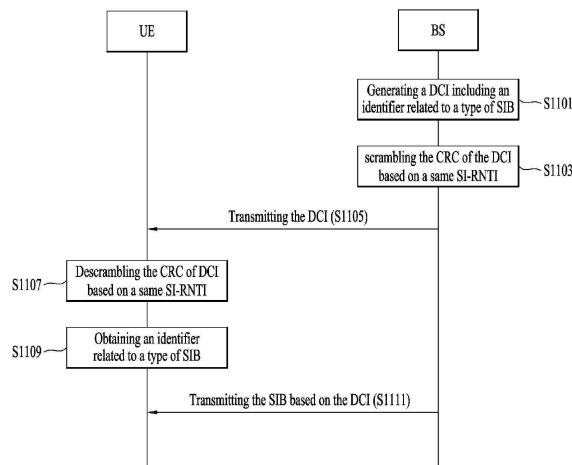 UE
BS
Generating a DCI including an
identifier related to a type of SIB
S1101
scrambling the CRC of the DCI
based on a same SI-RNTI
S1103
Transmitting the DCI (S1105)
Descrambling the CRC of DCI
based on a same SI-RNTI
S1107
Obtaining an identifier
related to a type of SIB
S1109
Transmitting the SIB based on the DCI (S1111)